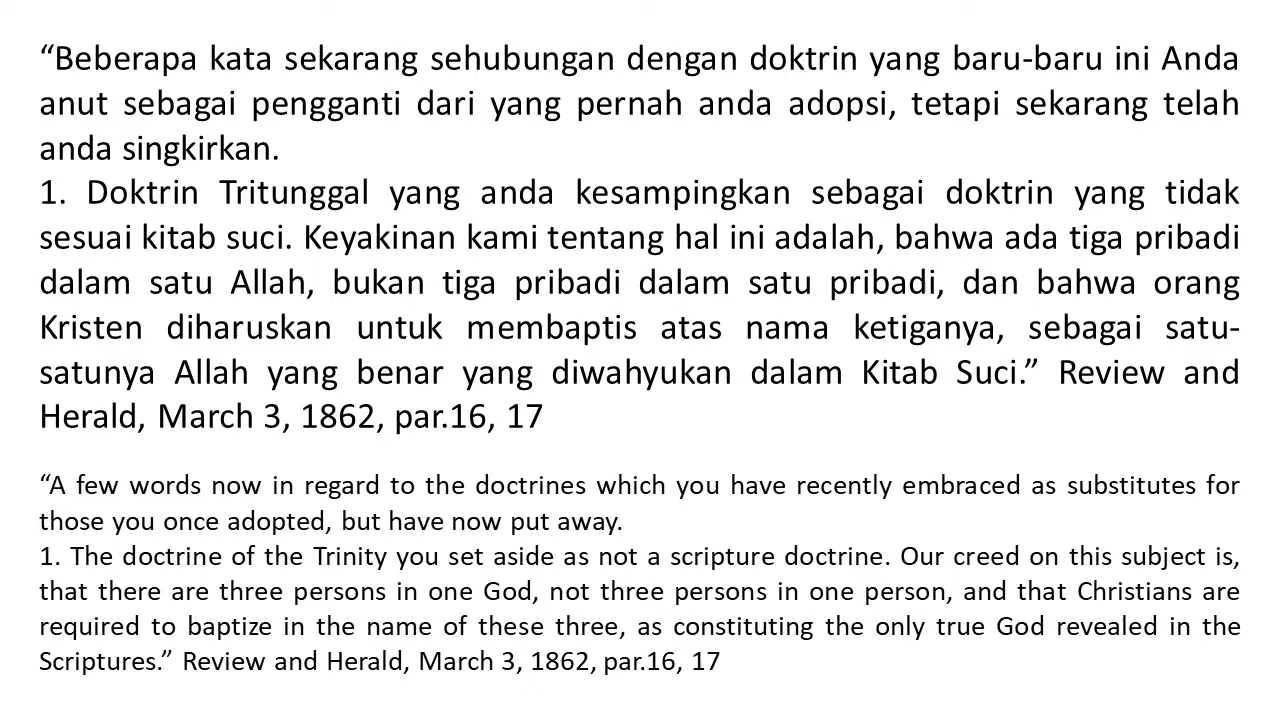 “Beberapa kata sekarang sehubungan dengan doktrin yang baru-baru ini Anda
anut sebagai pengganti dari yang pernah anda adopsi, tetapi sekarang telah
anda singkirkan.
1. Doktrin Tritunggal yang anda kesampingkan sebagai doktrin yang tidak
sesuai kitab suci. Keyakinan kami tentang hal ini adalah, bahwa ada tiga pribadi
dalam satu Allah, bukan tiga pribadi dalam satu pribadi, dan bahwa orang
Kristen diharuskan untuk membaptis atas nama ketiganya, sebagai satu-
satunya Allah yang benar yang diwahyukan dalam Kitab Suci.” Review and
Herald, March 3, 1862, par.16, 17
“A few words now in regard to the doctrines which you have recently embraced as substitutes for
those you once adopted, but have now put away.
1. The doctrine of the Trinity you set aside as not a scripture doctrine. Our creed on this subject is,
that there are three persons in one God, not three persons in one person, and that Christians are
required to baptize in the name of these three, as constituting the only true God revealed in the
Scriptures.” Review and Herald, March 3, 1862, par.16, 17